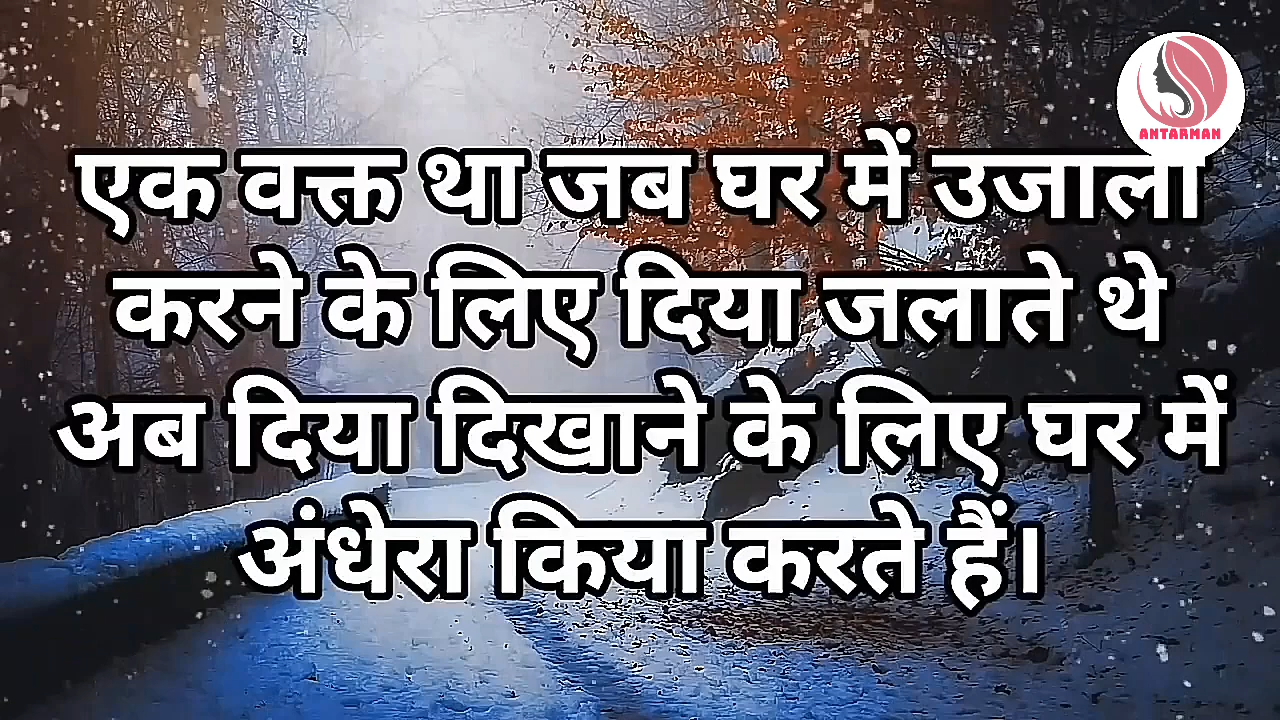 ANTARMAN
एक वक्त था जब घर में उजाला
करने के लिए दिया जलाते थे
अब दिया दिखाने के लिए घर में
अंधेरा किया करते हैं।